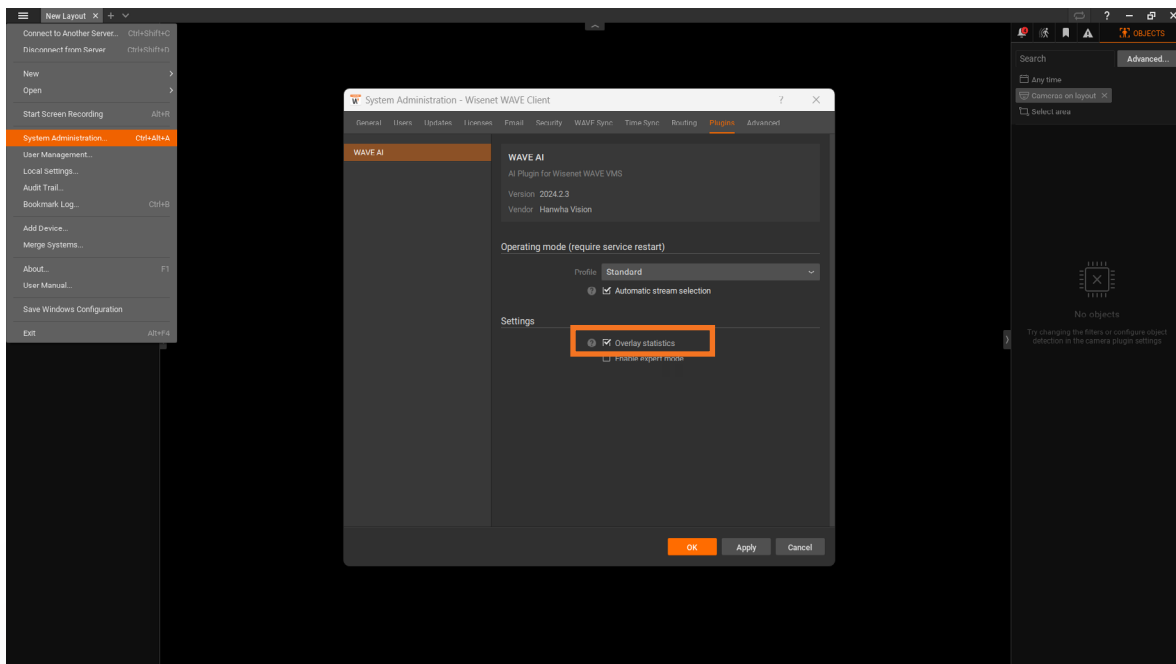 New Layout
Connect to Another Server... Ctrl+Shift+C
Disconnect from Server Ctrl+Shift+D
New
Open
Start Screen Recording Alt+R
System Administration... Ctrl+Alt+A
User Management...
Local Settings...
Audit Trail...
Bookmark Log... Ctrl+B
Add Device...
Merge Systems...
About... F1
User Manual...
Save Windows Configuration
Exit Alt+F4
System Administration - Wisenet WAVE Client
General Users Updates Licenses Email Security WAVE Sync Time Sync Routing Plugins Advanced
WAVE AI
WAVE AI
AI Plugin for Wisenet WAVE VMS
Version 2024.2.3
Vendor Hanwha Vision
Operating mode (require service restart)
Profile Standard
Automatic stream selection
Settings
Overlay statistics
Enable expert mode
OK Apply Cancel
OBJECTS
Search Advanced...
Any time
Cameras on layout
Select area
No objects
Try changing the filters or configure object
detection in the camera plugin settings